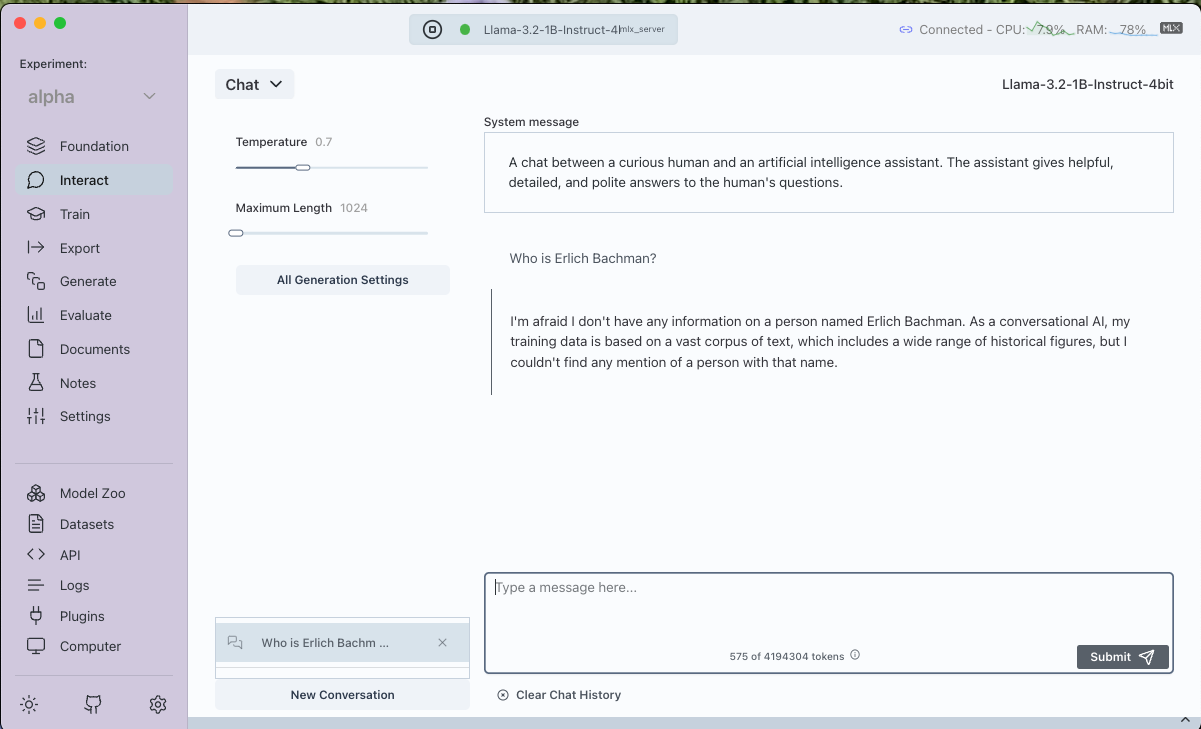 Llama-3.2-1B-Instruct-4
mlx_server
Connected - CPU: 7.9% RAM: 78% MLX
Experiment:
alpha
Foundation
Interact
Train
Export
Generate
Evaluate
Documents
Notes
Settings
Model Zoo
Datasets
API
Logs
Plugins
Computer
Chat
Llama-3.2-1B-Instruct-4bit
Temperature 0.7
Maximum Length 1024
All Generation Settings
System message
A chat between a curious human and an artificial intelligence assistant. The assistant gives helpful,
detailed, and polite answers to the human's questions.
Who is Erlich Bachman?
I'm afraid I don't have any information on a person named Erlich Bachman. As a conversational AI, my
training data is based on a vast corpus of text, which includes a wide range of historical figures, but I
couldn't find any mention of a person with that name.
Who is Erlich Bachm ...
New Conversation
Type a message here...
575 of 4194304 tokens
Submit
Clear Chat History